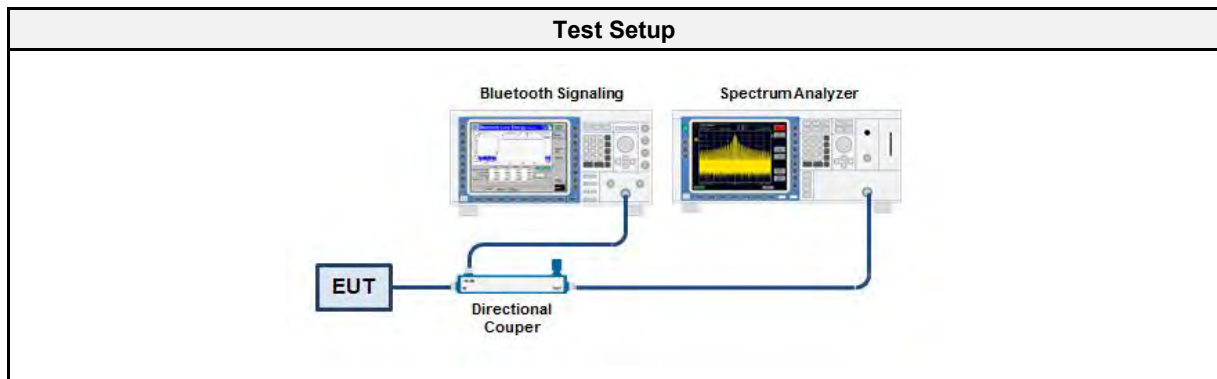 Test Setup
Bluetooth Signaling
Spectrum Analyzer
EUT
Directional
Couper